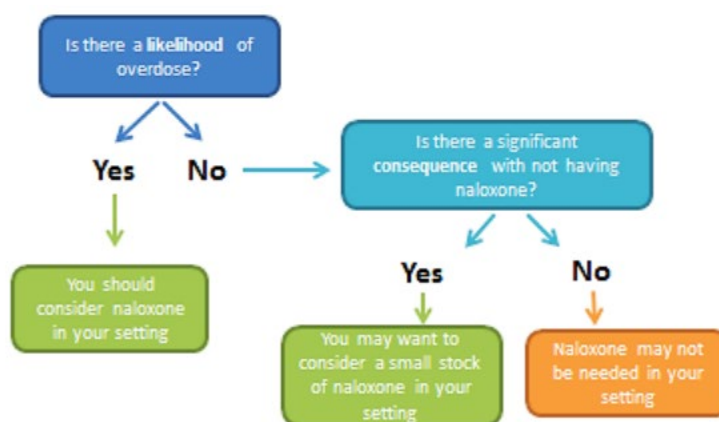 Is there a likelihood of
overdose?
Yes
No
Is there a significant
consequence with not having
naloxone?
Yes
No
You should
consider naloxone
in your setting
You may want to
consider a small stock
of naloxone in your
setting
Naloxone may not
be needed in your
setting